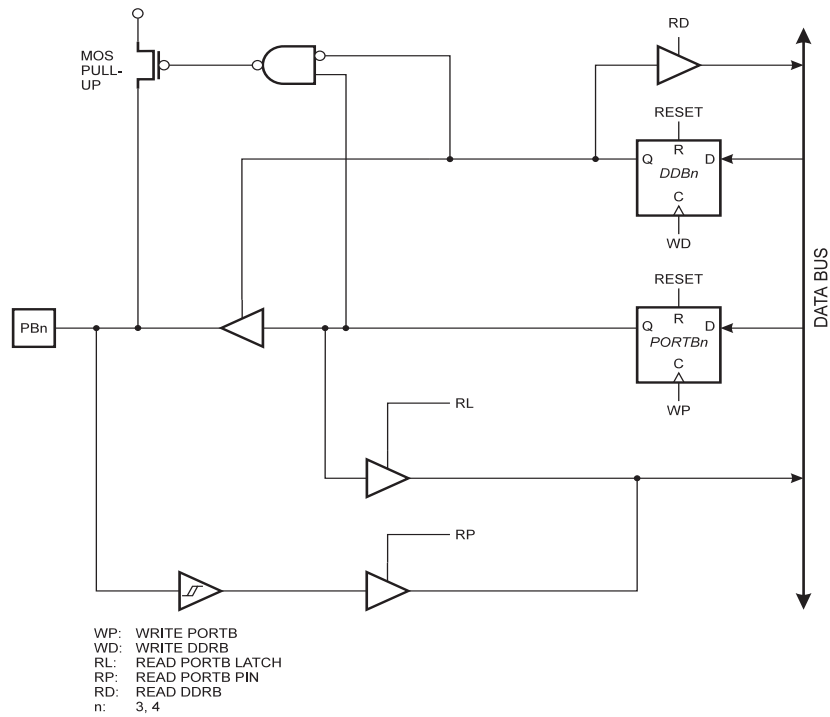 MOS
PULL-
UP
RD
RESET
R
Q
D
DDBn
C
WD
RESET
R
Q
D
PORTBn
C
WP
PBn
RL
RP
DATA BUS
WP: WRITE PORTB
WD: WRITE DDRB
RL: READ PORTB LATCH
RP: READ PORTB PIN
RD: READ DDRB
n: 3, 4